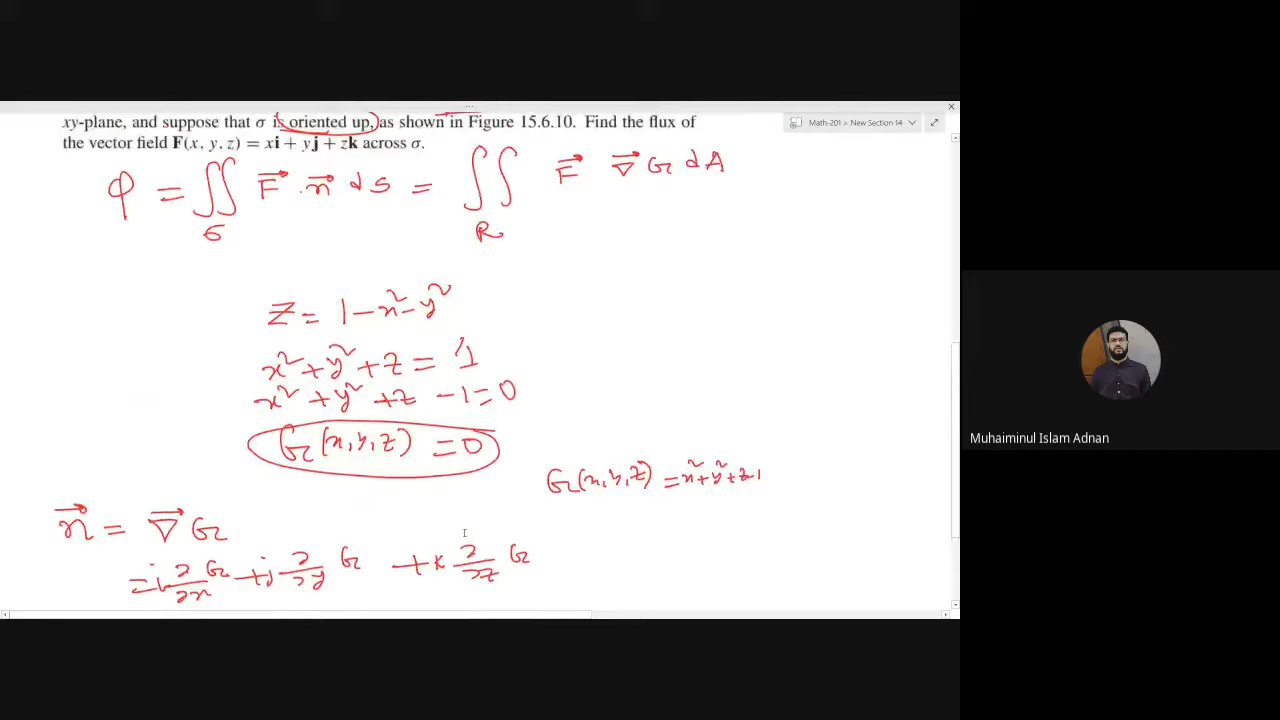 xy-plane, and suppose that σ is oriented up, as shown in Figure 15.6.10. Find the flux of
the vector field F(x, y, z) = xi + yj + zk across σ.
Math-201 > New Section 14
φ = ∬_σ F⃗ · n⃗ dS = ∬_R F⃗ ∇⃗G dA
z = 1 - x² - y²
x² + y² + z = 1
x² + y² + z - 1 = 0
G(x, y, z) = 0
G(x, y, z) = x² + y² + z - 1
n⃗ = ∇⃗ G
= i ∂/∂x G + j ∂/∂y G + k ∂/∂z G
Muhaiminul Islam Adnan